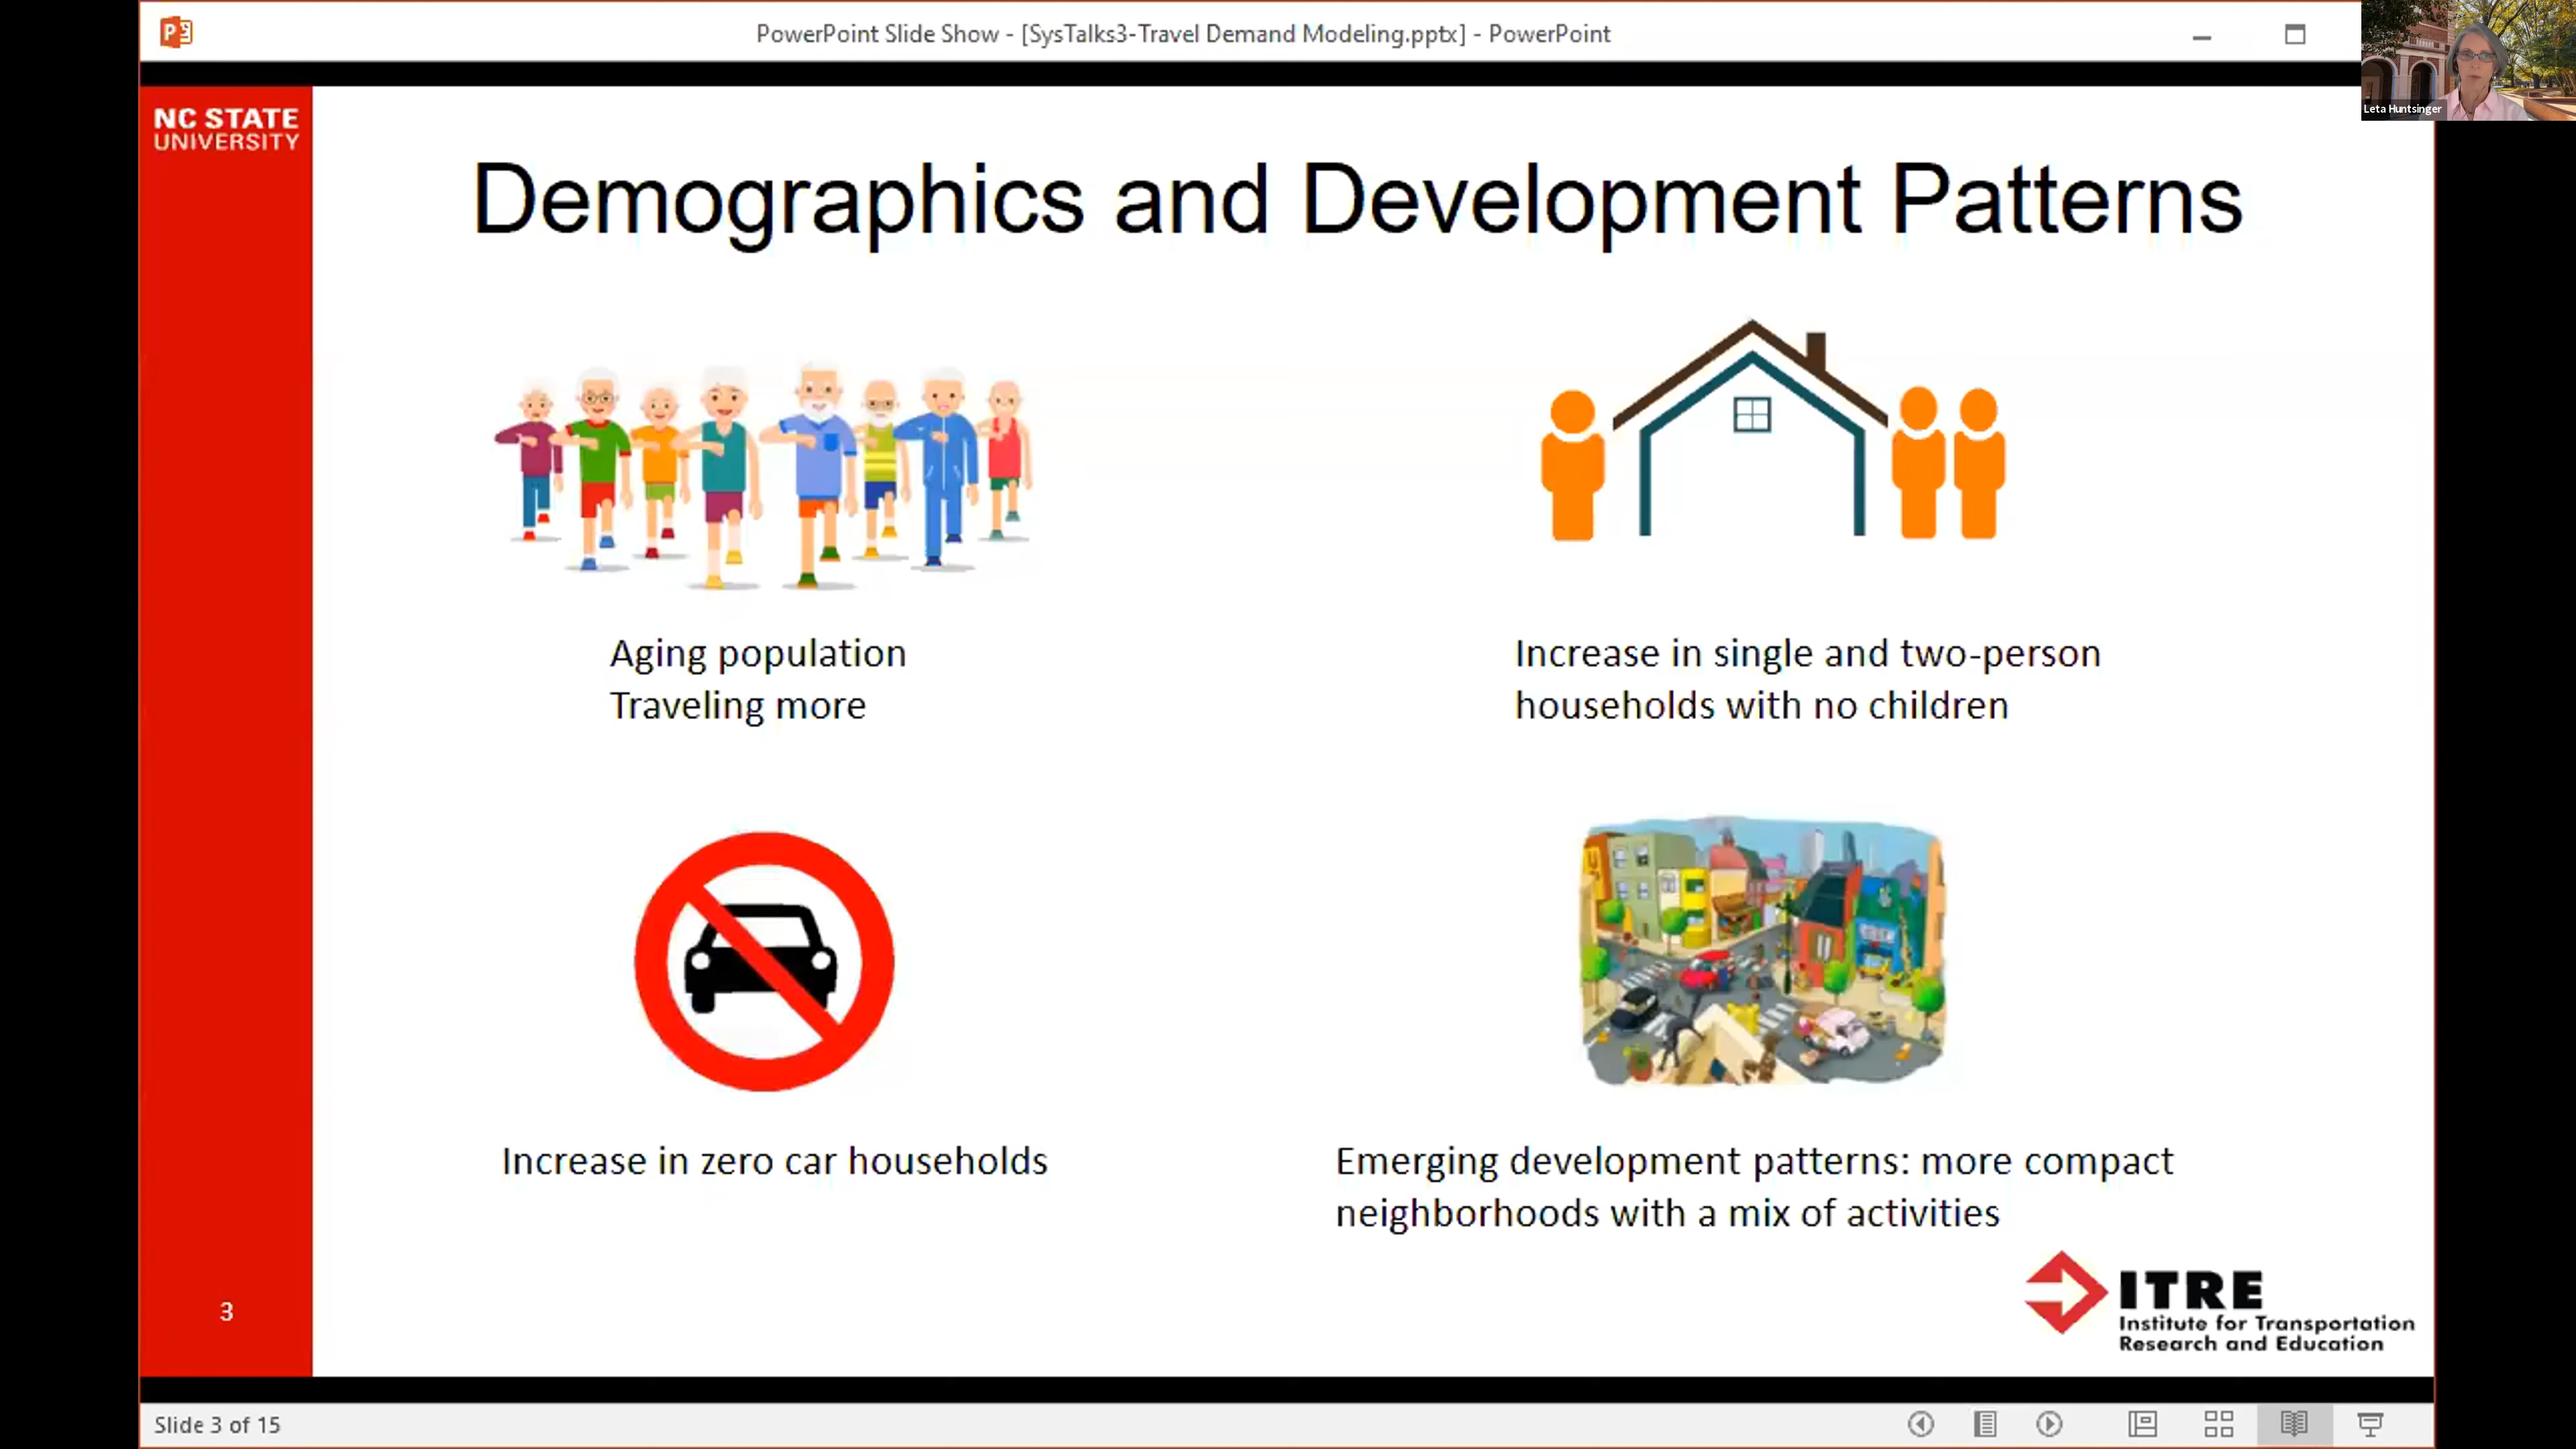 PowerPoint Slide Show - [SysTalks3-Travel Demand Modeling.pptx] - PowerPoint
Leta Huntsinger
NC STATE
UNIVERSITY
Demographics and Development Patterns
Aging population
Traveling more
Increase in single and two-person
households with no children
Increase in zero car households
Emerging development patterns: more compact
neighborhoods with a mix of activities
3
ITRE
Institute for Transportation
Research and Education
Slide 3 of 15